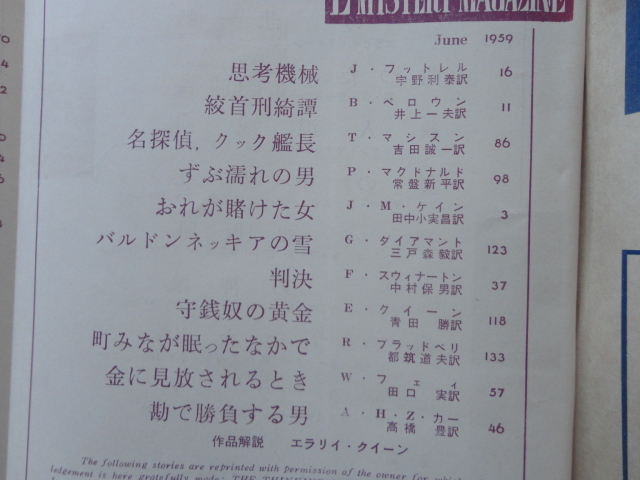 MYSTERY MAGAZINE
June 1959
思考機械 J・フットレル 宇野利泰訳 16
絞首刑綺譚 B・ペロウン 井上一夫訳 11
名探偵，クック艦長 T・マシスン 吉田誠一訳 86
ずぶ濡れの男 P・マクドナルド 常盤新平訳 98
おれが賭けた女 J・M・ケイン 田中小実昌訳 3
バルドンネッキアの雪 G・ダイアマント 三戸森毅訳 123
判決 F・スウィナートン 中村保男訳 37
守銭奴の黄金 E・クイーン 青田勝訳 118
町みなが眠ったなかで R・ブラッドベリ 都筑道夫訳 133
金に見放されるとき W・フェイ 田口実訳 57
勘で勝負する男 A・H・Z・カー 高橋豊訳 46
作品解説 エラリイ・クイーン
The following stories are reprinted with permission of the owner for which
ledgement is here gratefully made: THE THINKING